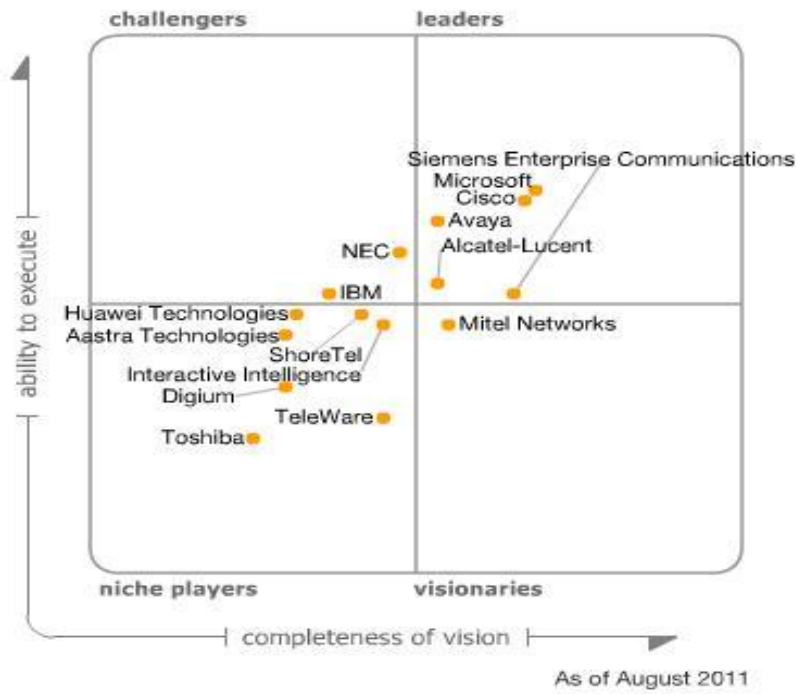 challengers
leaders
Siemens Enterprise Communications
Microsoft
Cisco
Avaya
Alcatel-Lucent
NEC
IBM
Huawei Technologies
Aastra Technologies
Mitel Networks
ShoreTel
Interactive Intelligence
Digium
TeleWare
Toshiba
ability to execute
niche players
visionaries
completeness of vision
As of August 2011